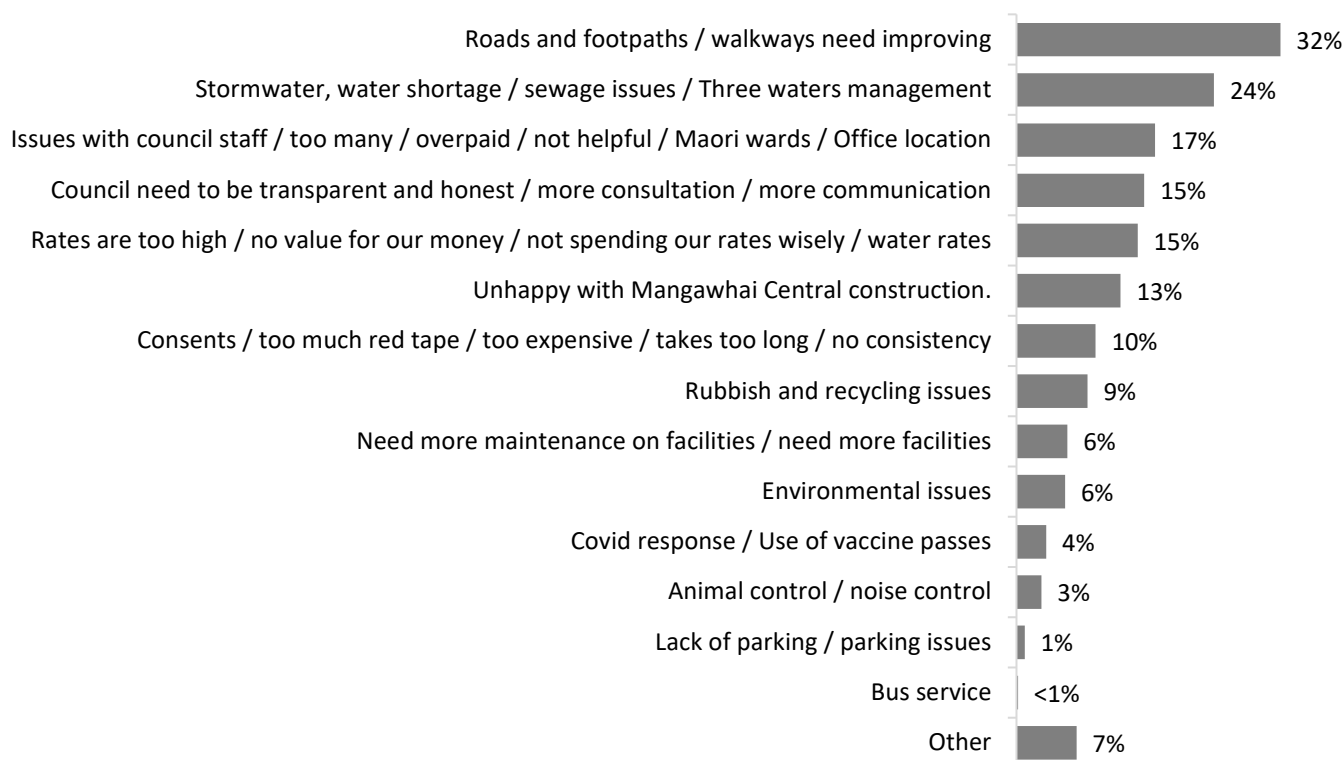 Roads and footpaths / walkways need improving 32%
Stormwater, water shortage / sewage issues / Three waters management 24%
Issues with council staff / too many / overpaid / not helpful / Maori wards / Office location 17%
Council need to be transparent and honest / more consultation / more communication 15%
Rates are too high / no value for our money / not spending our rates wisely / water rates 15%
Unhappy with Mangawhai Central construction. 13%
Consents / too much red tape / too expensive / takes too long / no consistency 10%
Rubbish and recycling issues 9%
Need more maintenance on facilities / need more facilities 6%
Environmental issues 6%
Covid response / Use of vaccine passes 4%
Animal control / noise control 3%
Lack of parking / parking issues 1%
Bus service <1%
Other 7%